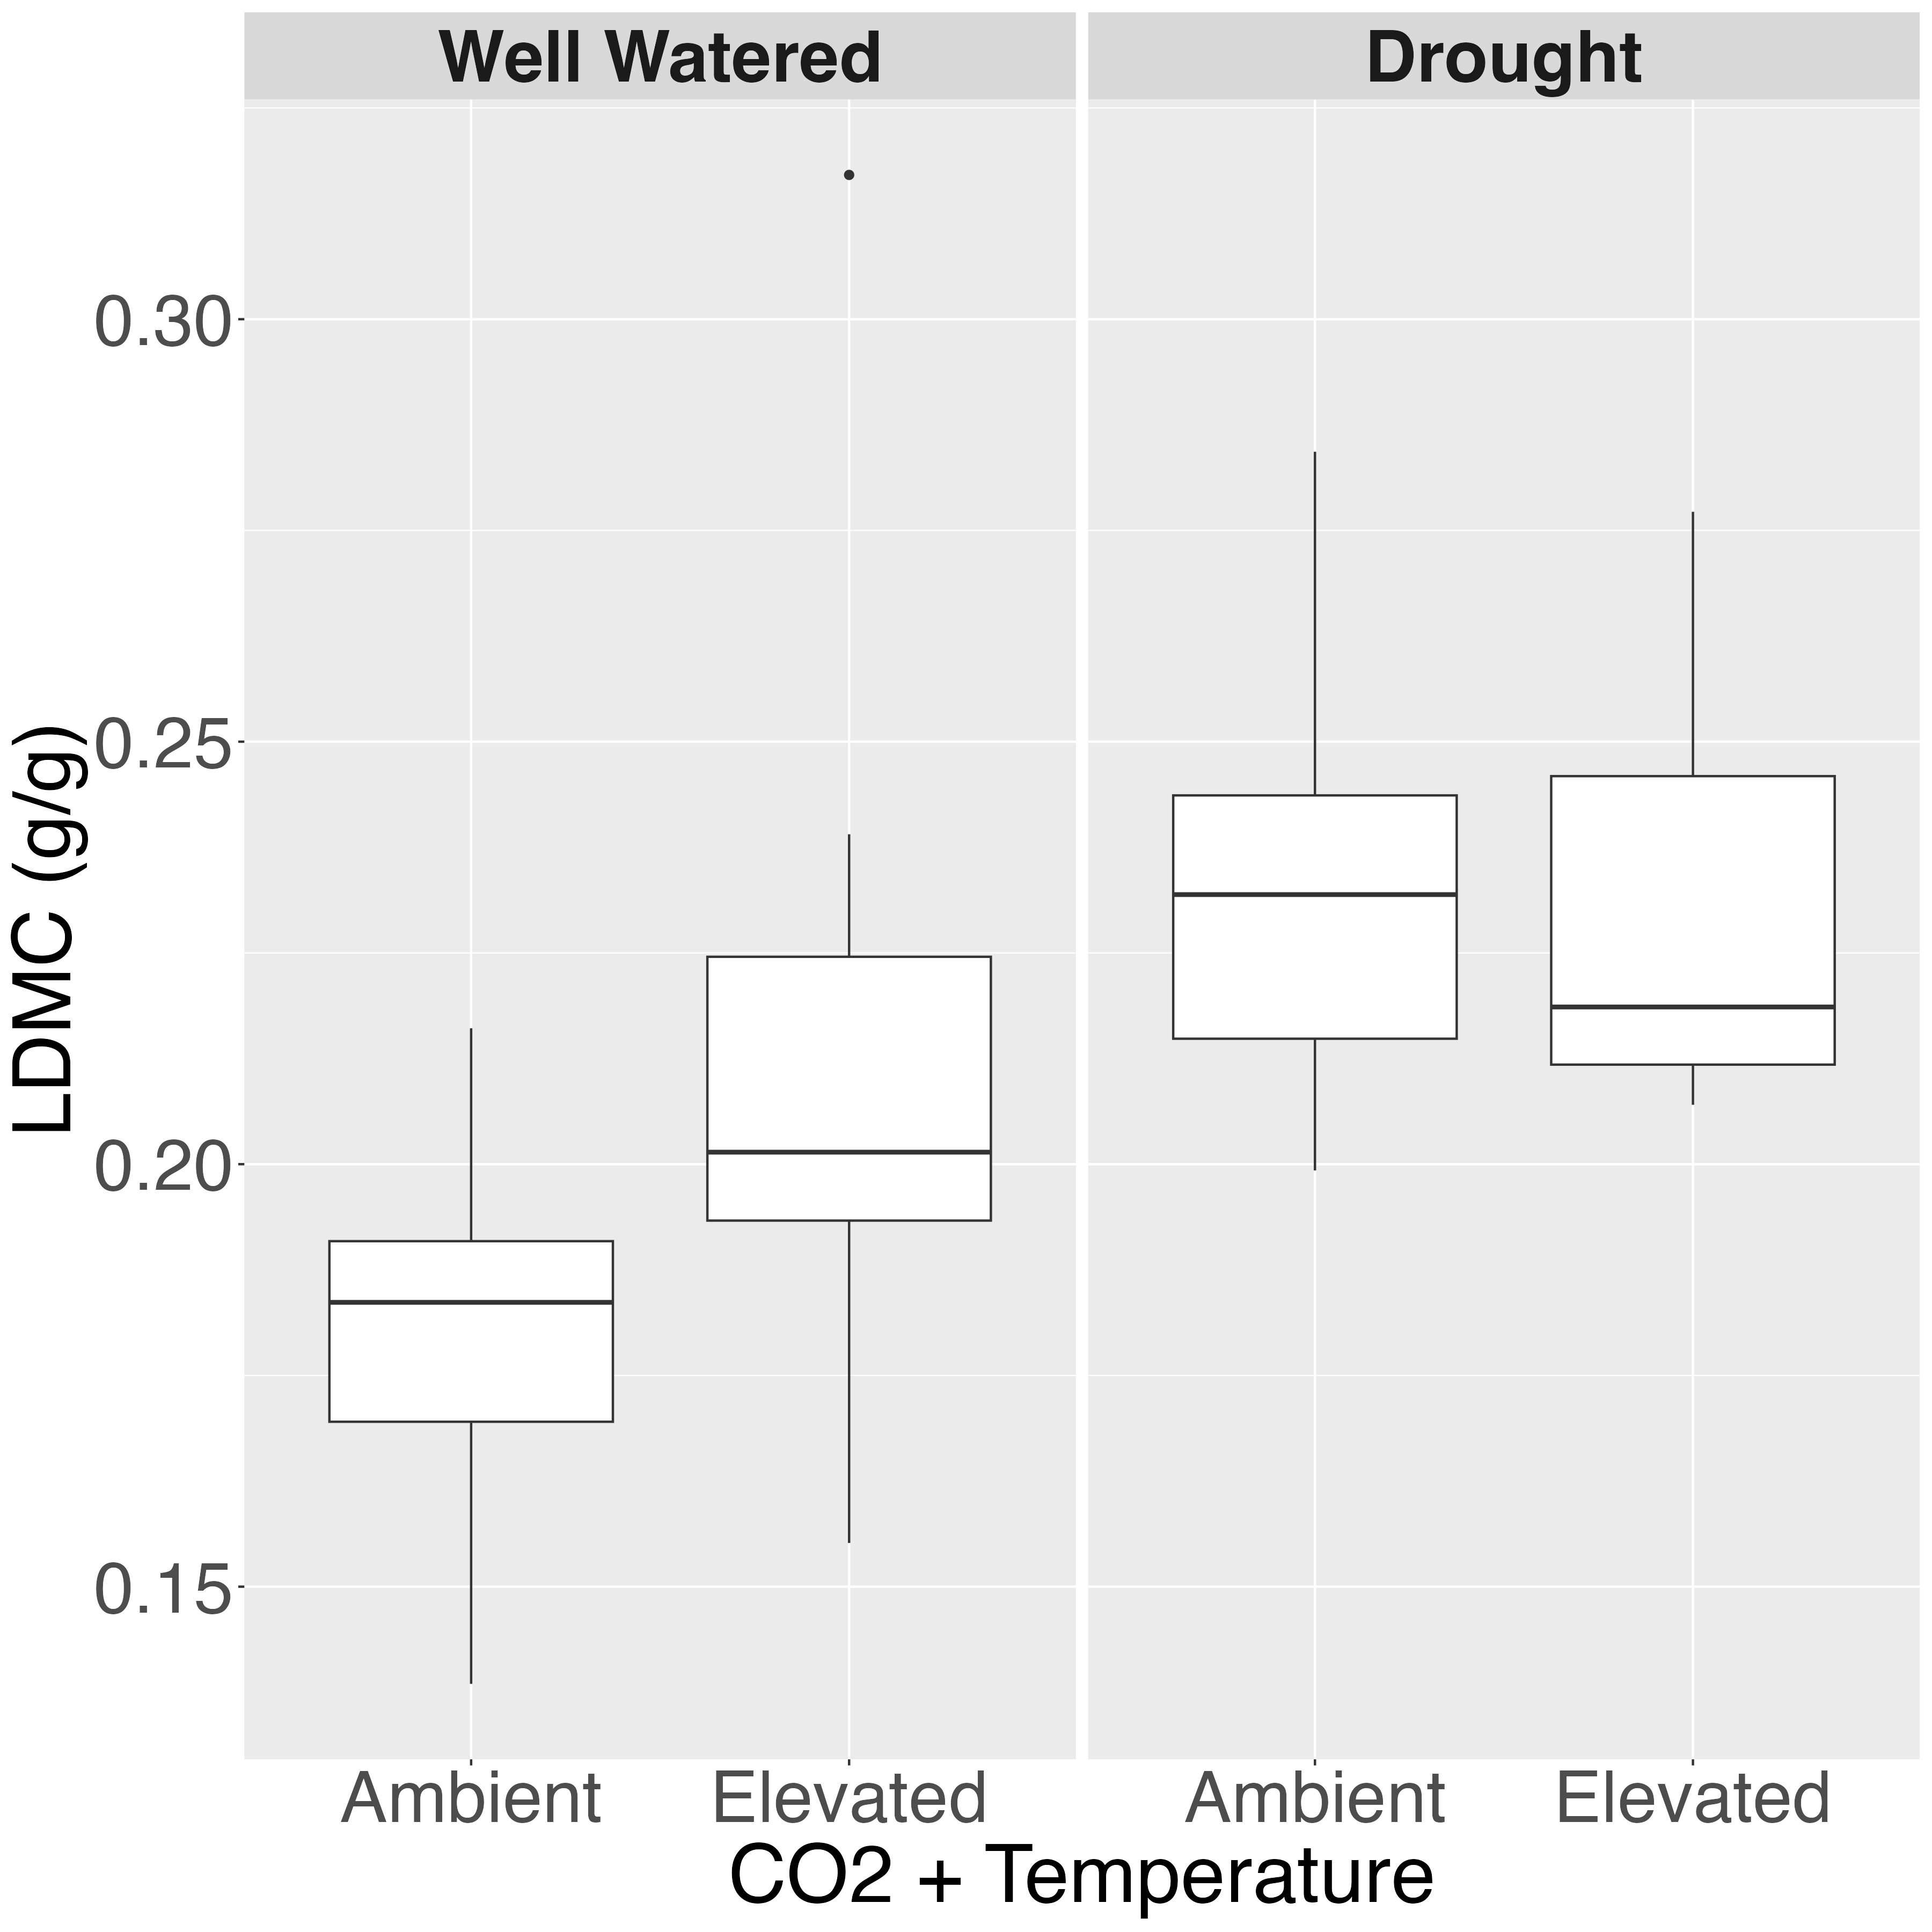 Well Watered
Drought
LDMC (g/g)
0.30
0.25
0.20
0.15
Ambient
Elevated
Ambient
Elevated
CO2 + Temperature